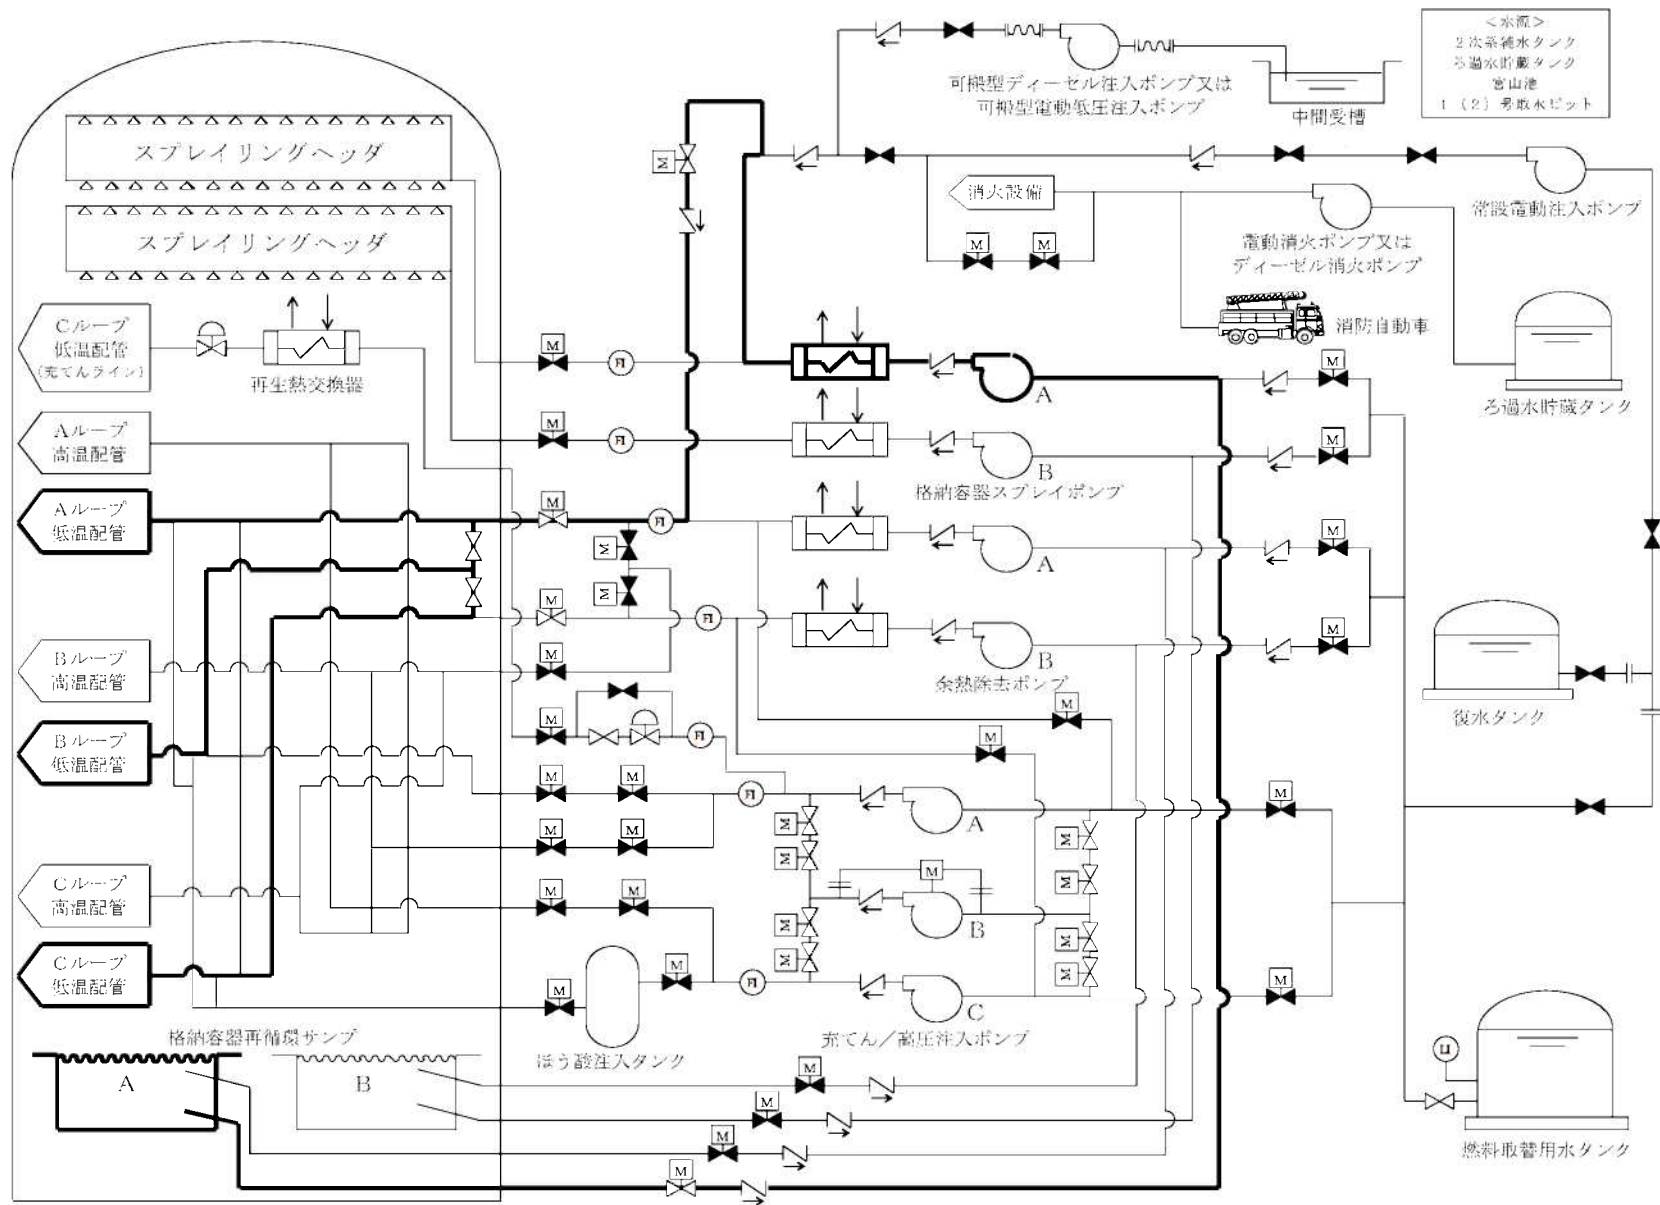 <水源>
2次系補水タンク
ろ過水貯蔵タンク
宮山池
1(2)号取水ピット
可搬型ディーゼル注入ポンプ又は
可搬型電動低圧注入ポンプ
中間受槽
スプレイリングヘッダ
M
消火設備
常設電動注入ポンプ
スプレイリングヘッダ
M
M
電動消火ポンプ又は
ディーゼル消火ポンプ
Cループ
低温配管
(充てんライン)
再生熱交換器
消防自動車
M
FI
A
M
ろ過水貯蔵タンク
Aループ
高温配管
M
FI
B
M
格納容器スプレイポンプ
Aループ
低温配管
M
FI
M
A
M
M
M
FI
B
M
余熱除去ポンプ
Bループ
高温配管
M
復水タンク
M
M
M
FI
Bループ
低温配管
M
M
FI
A
M
M
M
M
M
M
M
M
B
Cループ
高温配管
M
M
M
M
M
M
Cループ
低温配管
M
M
FI
C
M
ほう酸注入タンク
充てん/高圧注入ポンプ
格納容器再循環サンプ
A
B
M
M
M
M
LI
燃料取替用水タンク